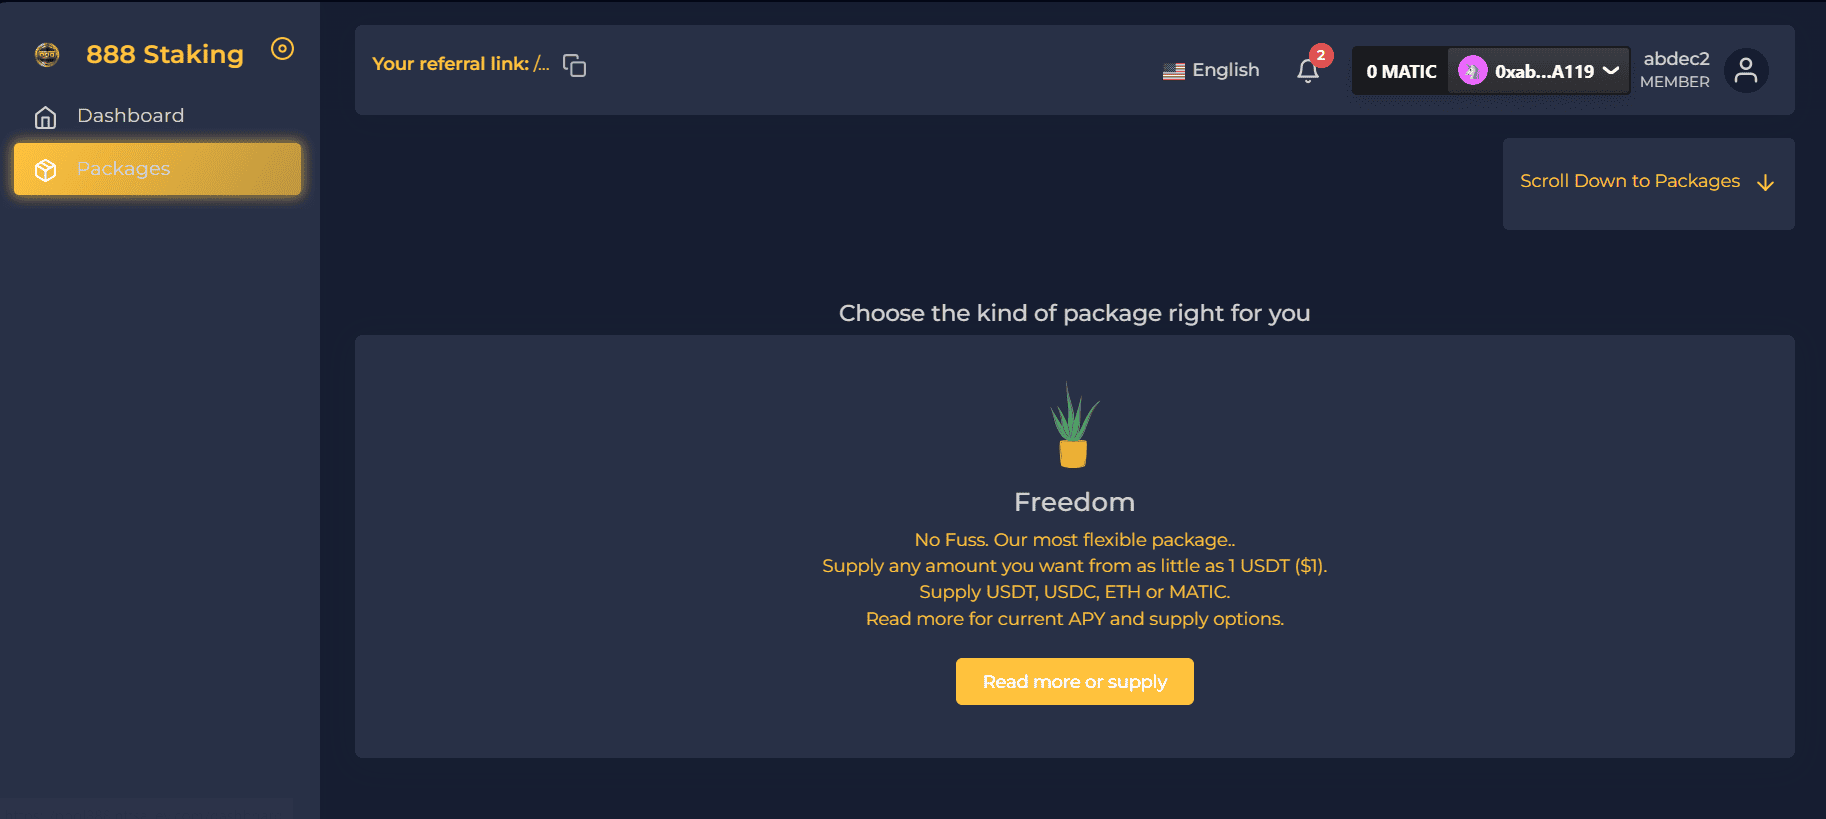 888 Staking
Dashboard
Packages
Your referral link: /...
English
2
0 MATIC
0xab...A119
abdec2
MEMBER
Scroll Down to Packages
Choose the kind of package right for you
Freedom
No Fuss. Our most flexible package..
Supply any amount you want from as little as 1 USDT ($1).
Supply USDT, USDC, ETH or MATIC.
Read more for current APY and supply options.
Read more or supply